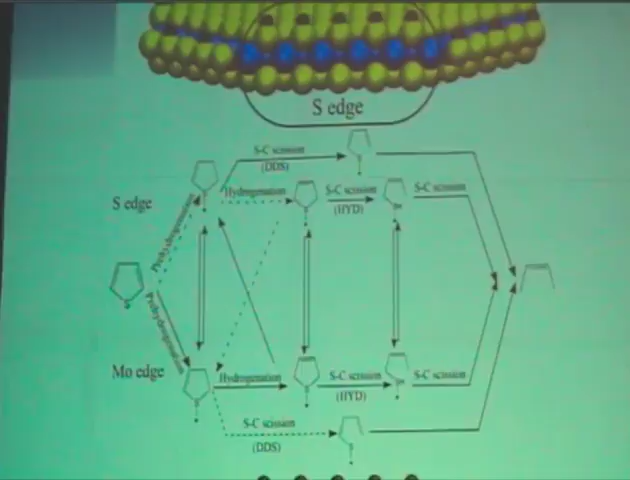 S edge
S-C scission
(DDS)
S edge
Hydrogenation
S-C scission
(HYD)
S-C scission
Prehydrogenation
Prehydrogenation
Mo edge
Hydrogenation
S-C scission
(HYD)
S-C scission
S-C scission
(DDS)